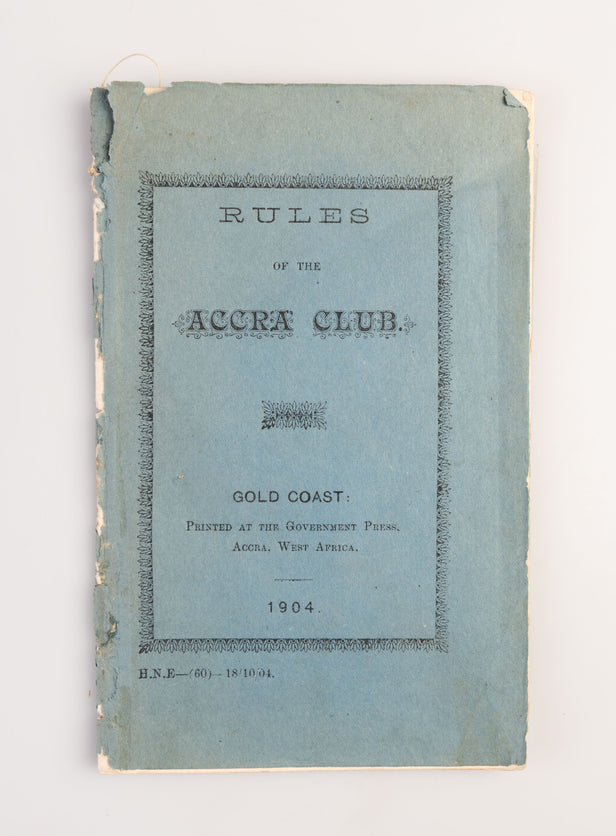 RULES
OF THE
ACCRA CLUB.
GOLD COAST:
PRINTED AT THE GOVERNMENT PRESS,
ACCRA, WEST AFRICA.
1904.
H.N.E—(60)—18/10/04.